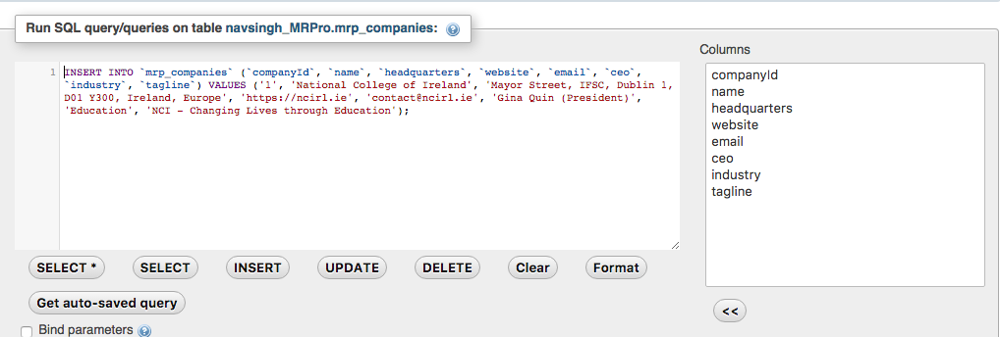 Run SQL query/queries on table navsingh_MRPro.mrp_companies:
1 INSERT INTO `mrp_companies` (`companyId`, `name`, `headquarters`, `website`, `email`, `ceo`,
`industry`, `tagline`) VALUES ('1', 'National College of Ireland', 'Mayor Street, IFSC, Dublin 1,
D01 Y300, Ireland, Europe', 'https://ncirl.ie', 'contact@ncirl.ie', 'Gina Quin (President)',
'Education', 'NCI - Changing Lives through Education');
Columns
companyId
name
headquarters
website
email
ceo
industry
tagline
SELECT * SELECT INSERT UPDATE DELETE Clear Format
Get auto-saved query
<<
Bind parameters